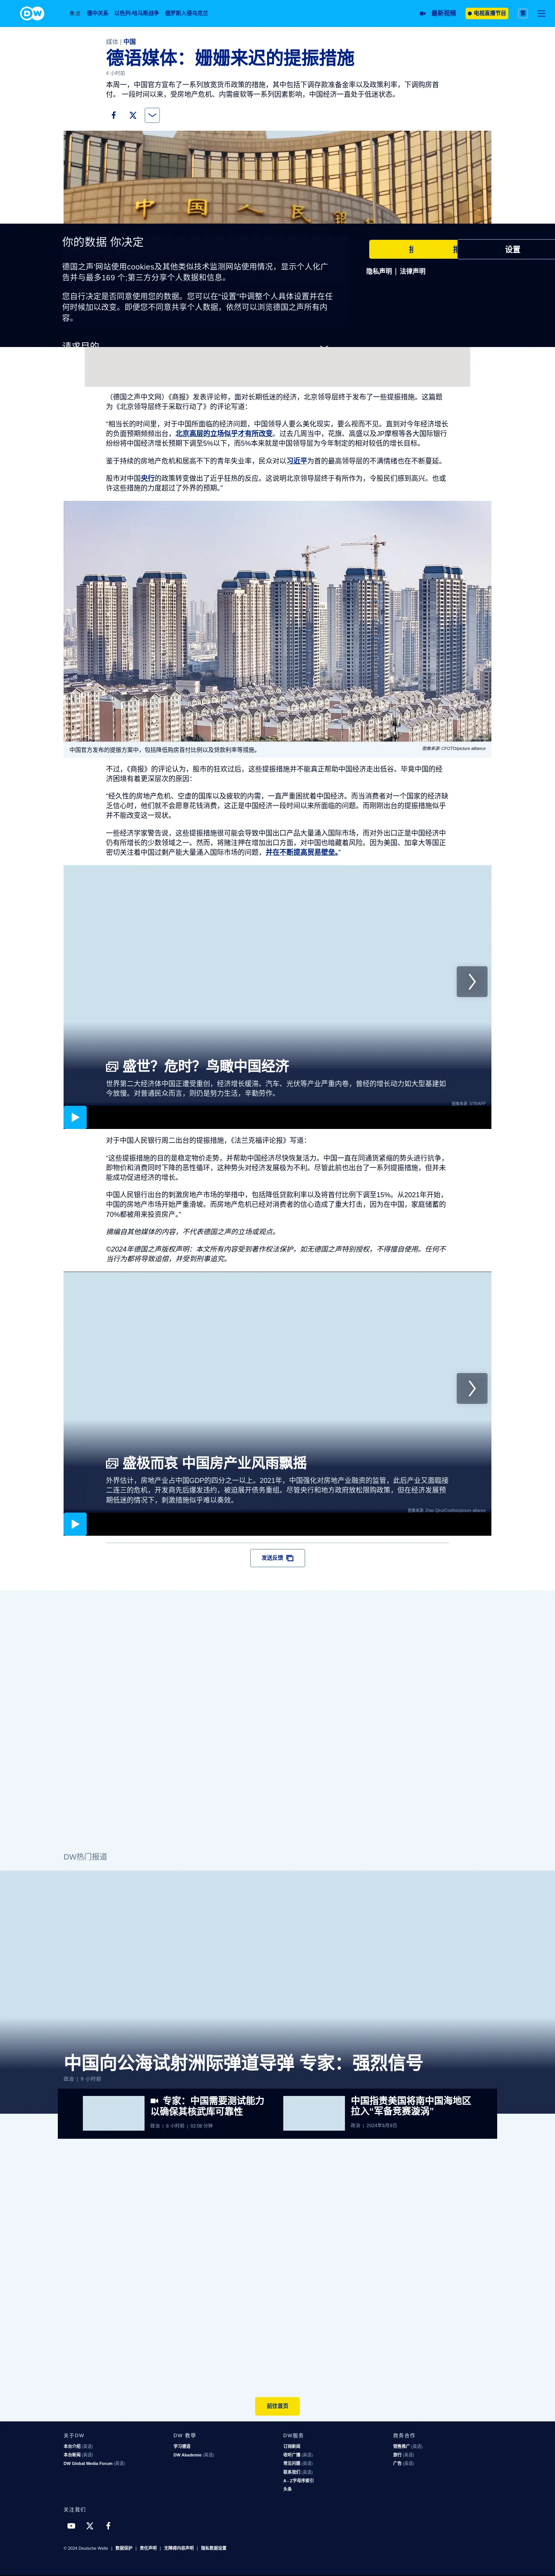 DW
焦点 德中关系 以色列-哈马斯战争 俄罗斯入侵乌克兰
最新视频 电视直播节目 繁
媒体 | 中国
德语媒体：姗姗来迟的提振措施
4 小时前
本周一，中国官方宣布了一系列放宽货币政策的措施，其中包括下调存款准备金率以及政策利率，下调购房首
付。 一段时间以来，受房地产危机、内需疲软等一系列因素影响，中国经济一直处于低迷状态。
中国人民银行
你的数据 你决定
德国之声'网站使用cookies及其他类似技术监测网站使用情况，显示个人化广
告并与最多169 个;第三方分享个人数据和信息。
您自行决定是否同意使用您的数据。您可以在“设置”中调整个人具体设置并在任
何时候加以改变。即便您不同意共享个人数据，依然可以浏览德国之声所有内
容。
请求目的
设置
隐私声明 | 法律声明
（德国之声中文网）《商报》发表评论称，面对长期低迷的经济，北京领导层终于发布了一些提振措施。这篇题
为《北京领导层终于采取行动了》的评论写道：
“相当长的时间里，对于中国所面临的经济问题，中国领导人要么美化现实，要么视而不见。直到对今年经济增长
的负面预期频频出台，北京高层的立场似乎才有所改变。过去几周当中，花旗、高盛以及JP摩根等各大国际银行
纷纷将中国经济增长预期下调至5%以下，而5%本来就是中国领导层为今年制定的相对较低的增长目标。
鉴于持续的房地产危机和居高不下的青年失业率，民众对以习近平为首的最高领导层的不满情绪也在不断蔓延。
股市对中国央行的政策转变做出了近乎狂热的反应。这说明北京领导层终于有所作为，令股民们感到高兴。也或
许这些措施的力度超过了外界的预期。”
中国官方发布的提振方案中，包括降低购房首付比例以及贷款利率等措施。
图像来源: CFOTO/picture alliance
不过，《商报》的评论认为，股市的狂欢过后，这些提振措施并不能真正帮助中国经济走出低谷。毕竟中国的经
济困境有着更深层次的原因：
“经久性的房地产危机、空虚的国库以及疲软的内需，一直严重困扰着中国经济。而当消费者对一个国家的经济缺
乏信心时，他们就不会愿意花钱消费，这正是中国经济一段时间以来所面临的问题。而刚刚出台的提振措施似乎
并不能改变这一现状。
一些经济学家警告说，这些提振措施很可能会导致中国出口产品大量涌入国际市场，而对外出口正是中国经济中
仍有所增长的少数领域之一。然而，将赌注押在增加出口方面，对中国也暗藏着风险。因为美国、加拿大等国正
密切关注着中国过剩产能大量涌入国际市场的问题，并在不断提高贸易壁垒。”
盛世？危时？鸟瞰中国经济
世界第二大经济体中国正遭受重创，经济增长缓滞。汽车、光伏等产业严重内卷，曾经的增长动力如大型基建如
今放慢。对普通民众而言，则仍是努力生活，辛勤劳作。
图像来源: STR/AFP
对于中国人民银行周二出台的提振措施，《法兰克福评论报》写道：
“这些提振措施的目的是稳定物价走势，并帮助中国经济尽快恢复活力。中国一直在同通货紧缩的势头进行抗争，
即物价和消费同时下降的恶性循环，这种势头对经济发展极为不利。尽管此前也出台了一系列提振措施，但并未
能成功促进经济的增长。
中国人民银行出台的刺激房地产市场的举措中，包括降低贷款利率以及将首付比例下调至15%。从2021年开始，
中国的房地产市场开始严重滑坡。而房地产危机已经对消费者的信心造成了重大打击，因为在中国，家庭储蓄的
70%都被用来投资房产。”
摘编自其他媒体的内容，不代表德国之声的立场或观点。
©2024年德国之声版权声明：本文所有内容受到著作权法保护，如无德国之声特别授权，不得擅自使用。任何不
当行为都将导致追偿，并受到刑事追究。
盛极而哀 中国房产业风雨飘摇
外界估计，房地产业占中国GDP的四分之一以上。2021年，中国强化对房地产业融资的监管，此后产业又面临接
二连三的危机，开发商先后爆发违约，被迫展开债务重组。尽管央行和地方政府放松限购政策，但在经济发展预
期低迷的情况下，刺激措施似乎难以奏效。
发送反馈
DW热门报道
中国向公海试射洲际弹道导弹 专家：强烈信号
政治 | 9 小时前
专家：中国需要测试能力
以确保其核武库可靠性
政治 | 9 小时前 | 02:08 分钟
中国指责美国将南中国海地区
拉入“军备竞赛漩涡”
政治 | 2024年6月8日
前往首页
关于DW
本台介绍 (英语)
本台新闻 (英语)
DW Global Media Forum (英语)
DW 教學
学习德语
DW Akademie (英语)
DW服务
订阅新闻
收听广播 (英语)
常见问题 (英语)
联系我们 (英语)
A - Z字母序索引
头条
商务合作
销售推广 (英语)
旅行 (英语)
广告 (英语)
关注我们
© 2024 Deutsche Welle | 数据保护 | 责任声明 | 无障碍内容声明 | 隐私数据设置